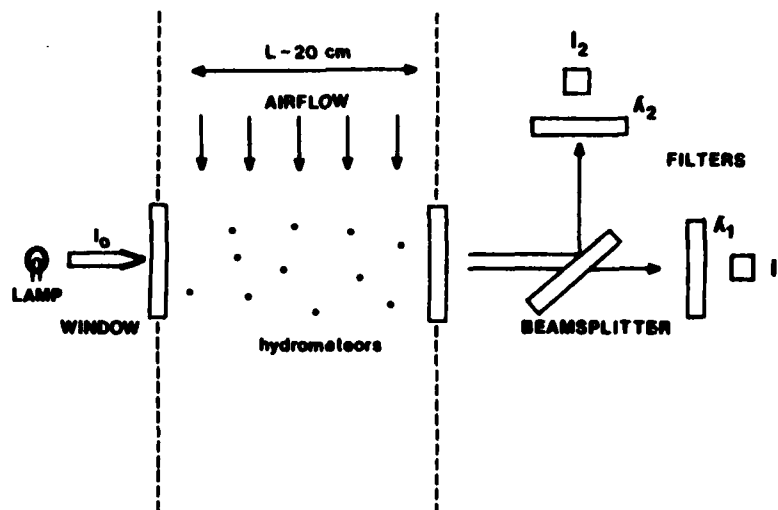 L ~ 20 cm
AIRFLOW
I₂
λ₂
FILTERS
λ₁
I₀
I
LAMP
WINDOW
BEAMSPLITTER
hydrometeors